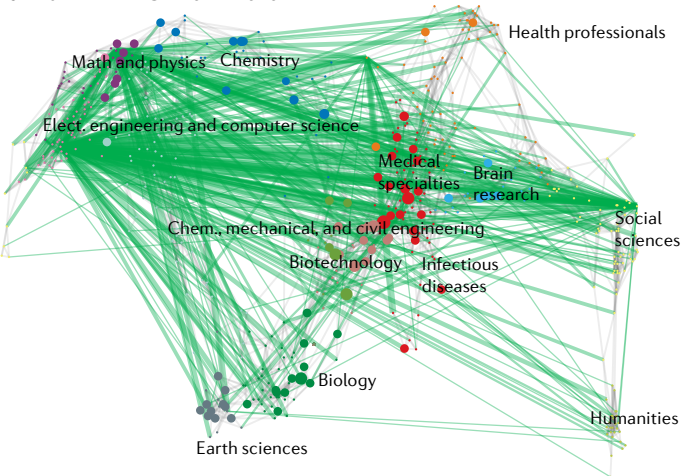 Health professionals
Math and physics
Chemistry
Elect. engineering and computer science
Medical
specialties
Brain
research
Social
sciences
Chem., mechanical, and civil engineering
Biotechnology
Infectious
diseases
Biology
Humanities
Earth sciences